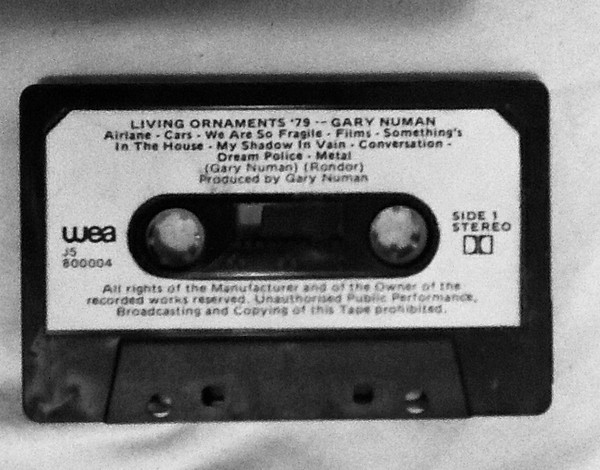 LIVING ORNAMENTS '79 -- GARY NUMAN
Airlane - Cars - We Are So Fragile - Films - Something's
In The House - My Shadow In Vain - Conversation -
Dream Police - Metal
(Gary Numan) (Rondor)
Produced by Gary Numan
wea
J5
800004
SIDE 1
STEREO
All rights of the Manufacturer and of the Owner of the
recorded works reserved. Unauthorised Public Performance,
Broadcasting and Copying of this Tape prohibited.